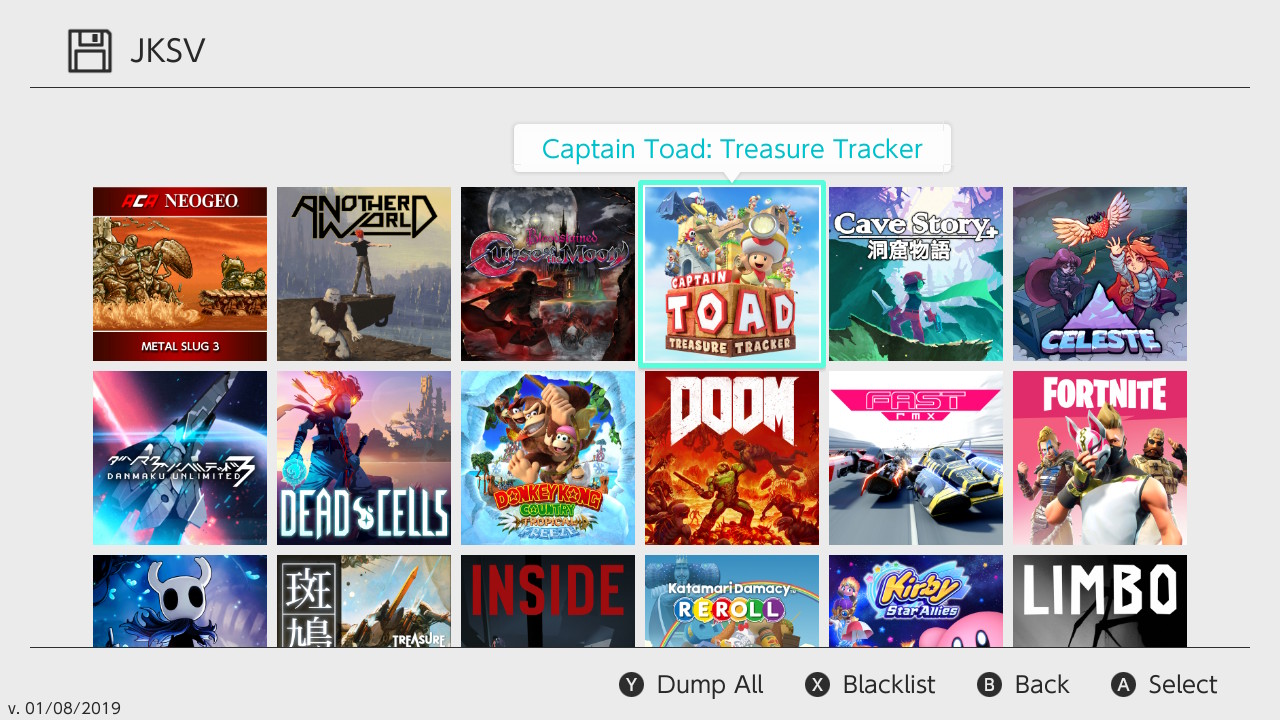 JKSV
Captain Toad: Treasure Tracker
ACA NEOGEO
METAL SLUG 3
ANOTHER
WORLD
Bloodstained
Curse of the Moon
CAPTAIN
TOAD
TREASURE TRACKER
Cave Story+
洞窟物語
CELESTE
DANMAKU UNLIMITED 3
DEAD CELLS
DONKEY KONG
COUNTRY
TROPICAL
FREEZE
DOOM
FAST
rmx
FORTNITE
斑
鳩
TREASURE
INSIDE
Katamari Damacy
REROLL
Kirby
Star Allies
LIMBO
Y Dump All
X Blacklist
B Back
A Select
v. 01/08/2019